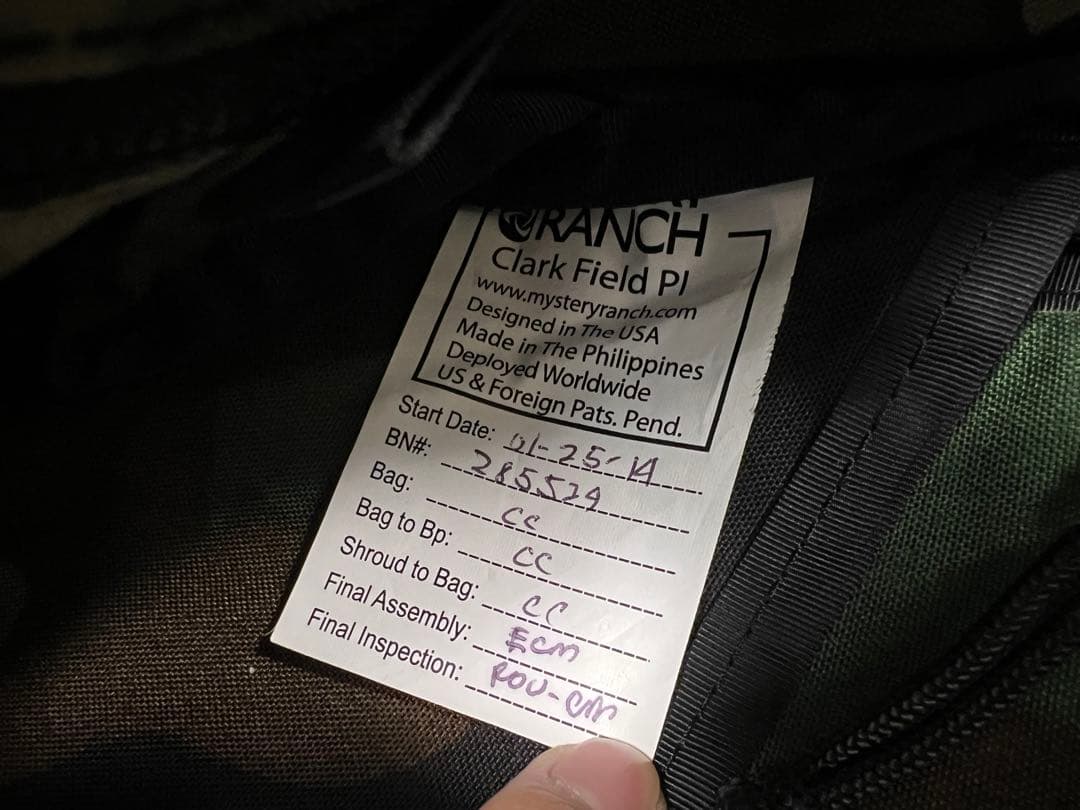 RANCH
Clark Field PI
www.mysteryranch.com
Designed in The USA
Made in The Philippines
Deployed Worldwide
US & Foreign Pats. Pend.
Start Date: 01-25-14
BN#: 285529
Bag: CC
Bag to Bp: CC
Shroud to Bag: CC
Final Assembly: ECM
Final Inspection: ROU-CM